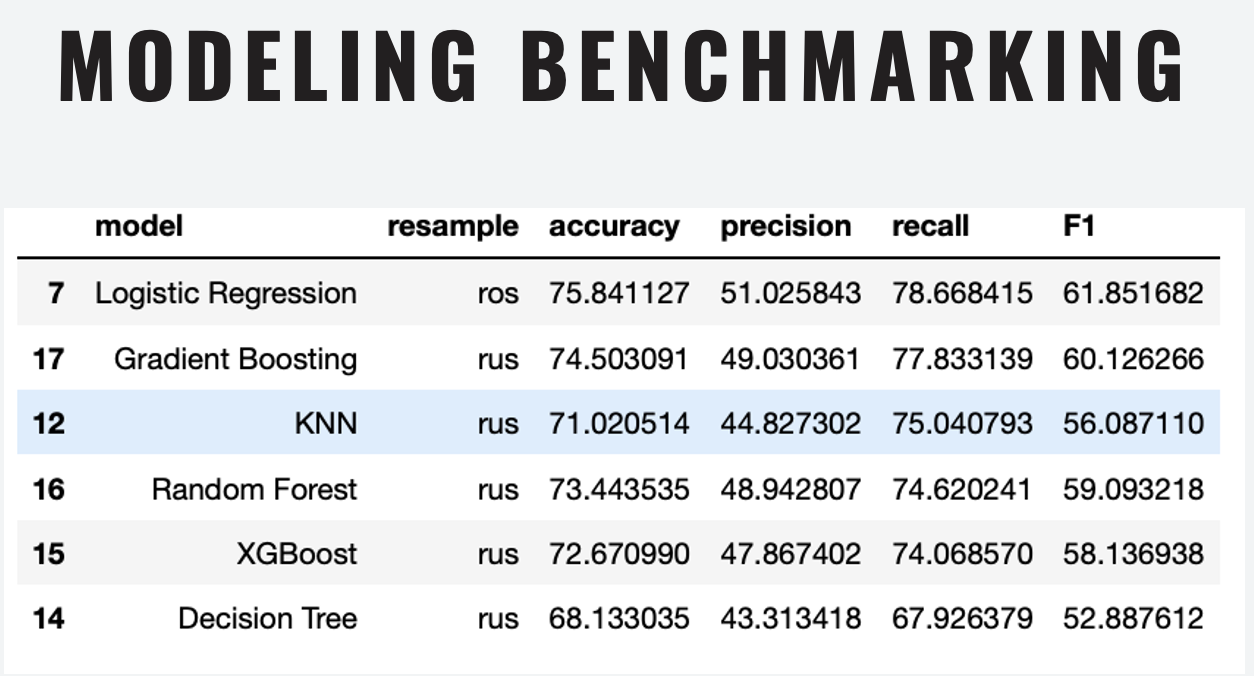 MODELING BENCHMARKING
model resample accuracy precision recall F1
7 Logistic Regression ros 75.841127 51.025843 78.668415 61.851682
17 Gradient Boosting rus 74.503091 49.030361 77.833139 60.126266
12 KNN rus 71.020514 44.827302 75.040793 56.087110
16 Random Forest rus 73.443535 48.942807 74.620241 59.093218
15 XGBoost rus 72.670990 47.867402 74.068570 58.136938
14 Decision Tree rus 68.133035 43.313418 67.926379 52.887612